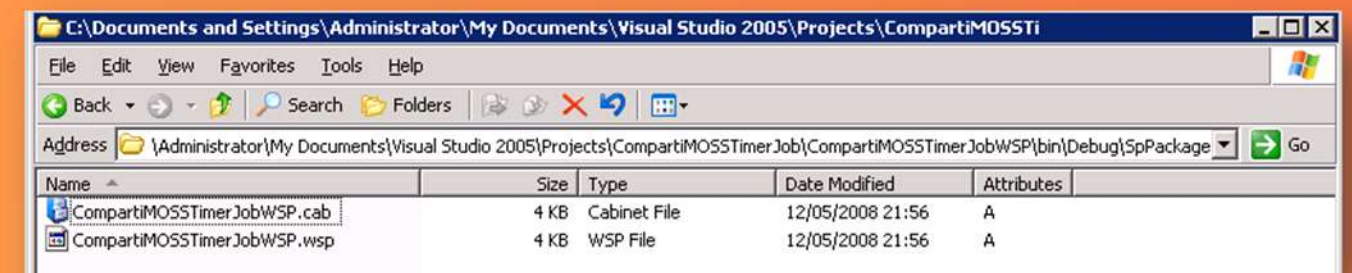 C:\Documents and Settings\Administrator\My Documents\Visual Studio 2005\Projects\CompartiMOSSTi
File Edit View Favorites Tools Help
Back Search Folders
Address \Administrator\My Documents\Visual Studio 2005\Projects\CompartiMOSSTimerJob\CompartiMOSSTimerJobWSP\bin\Debug\SpPackage Go
Name Size Type Date Modified Attributes
CompartiMOSSTimerJobWSP.cab 4 KB Cabinet File 12/05/2008 21:56 A
CompartiMOSSTimerJobWSP.wsp 4 KB WSP File 12/05/2008 21:56 A